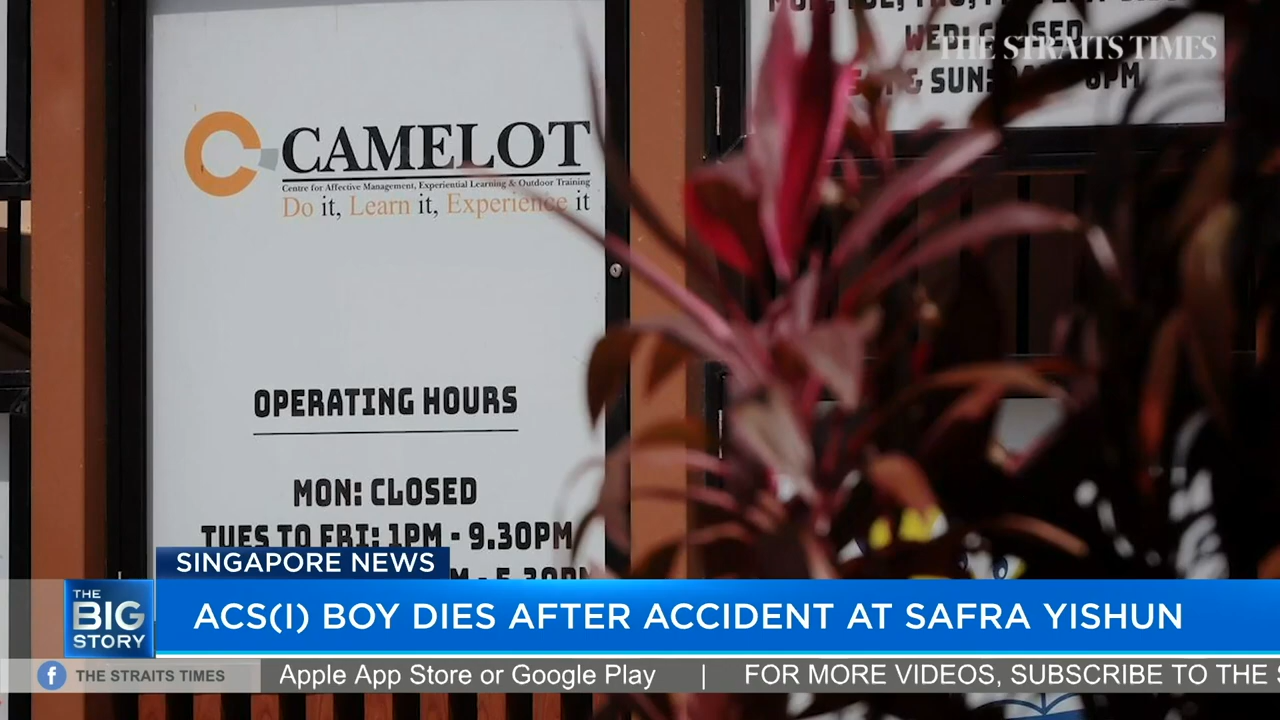 WED: CLOSED
THE STRAITS TIMES
& SUN: 6PM
CAMELOT
Centre for Affective Management, Experiential Learning & Outdoor Training
Do it, Learn it, Experience it
OPERATING HOURS
MON: CLOSED
TUES TO FRI: 1PM - 9.30PM
SINGAPORE NEWS
THE BIG STORY
ACS(I) BOY DIES AFTER ACCIDENT AT SAFRA YISHUN
THE STRAITS TIMES
Apple App Store or Google Play | FOR MORE VIDEOS, SUBSCRIBE TO THE